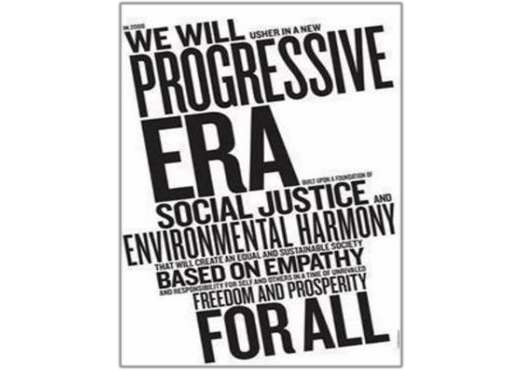 IN 2008
WE WILL USHER IN A NEW
PROGRESSIVE
ERA BUILT UPON A FOUNDATION OF
SOCIAL JUSTICE AND
ENVIRONMENTAL HARMONY
THAT WILL CREATE AN EQUAL AND SUSTAINABLE SOCIETY
BASED ON EMPATHY
AND RESPONSIBILITY FOR SELF AND OTHERS IN A TIME OF UNRIVALED
FREEDOM AND PROSPERITY
FOR ALL